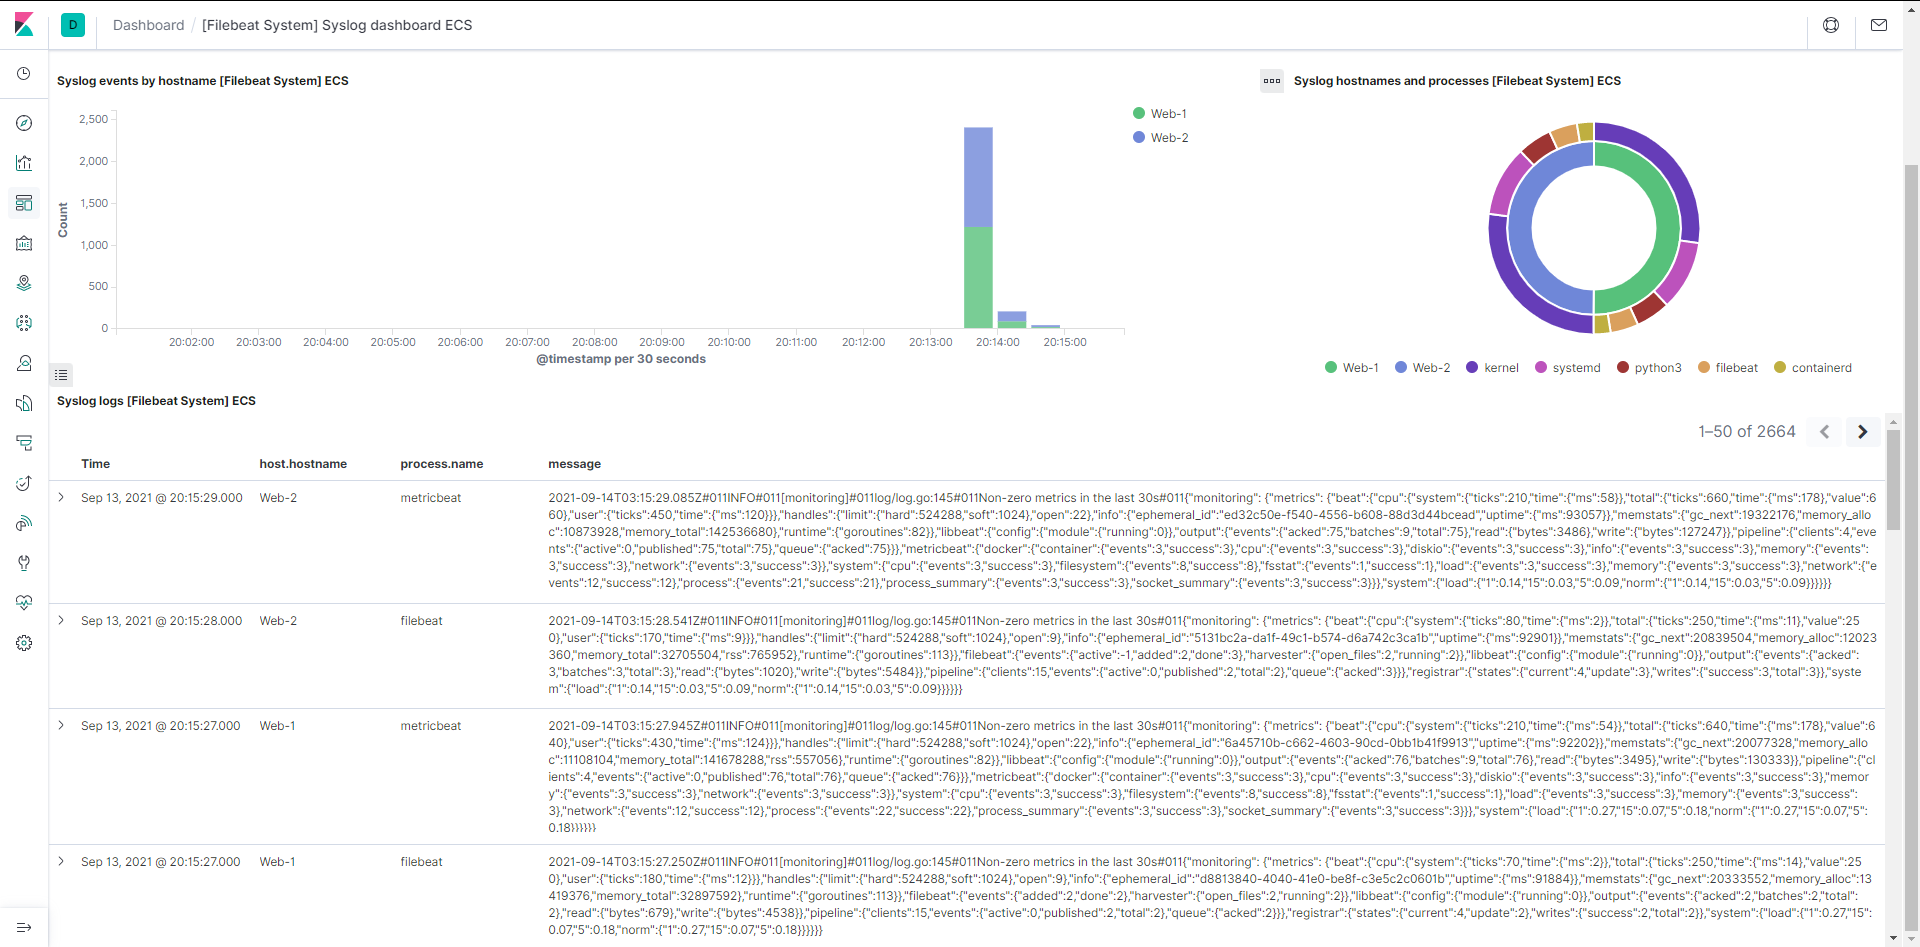 D Dashboard / [Filebeat System] Syslog dashboard ECS
Syslog events by hostname [Filebeat System] ECS
2,500
2,000
1,500
1,000
500
0
Count
20:02:00 20:03:00 20:04:00 20:05:00 20:06:00 20:07:00 20:08:00 20:09:00 20:10:00 20:11:00 20:12:00 20:13:00 20:14:00 20:15:00
@timestamp per 30 seconds
Web-1
Web-2
Syslog hostnames and processes [Filebeat System] ECS
Web-1 Web-2 kernel systemd python3 filebeat containerd
Syslog logs [Filebeat System] ECS
1–50 of 2664
Time host.hostname process.name message
Sep 13, 2021 @ 20:15:29.000 Web-2 metricbeat 2021-09-14T03:15:29.085Z#011INFO#011[monitoring]#011log/log.go:145#011Non-zero metrics in the last 30s#011{"monitoring": {"metrics": {"beat":{"cpu":{"system":{"ticks":210,"time":{"ms":58}},"total":{"ticks":660,"time":{"ms":178},"value":6
60},"user":{"ticks":450,"time":{"ms":120}}},"handles":{"limit":{"hard":524288,"soft":1024},"open":22},"info":{"ephemeral_id":"ed32c50e-f540-4556-b608-88d3d44bcead","uptime":{"ms":93057}},"memstats":{"gc_next":19322176,"memory_allo
c":10873928,"memory_total":142536680},"runtime":{"goroutines":82}},"libbeat":{"config":{"module":{"running":0}},"output":{"events":{"acked":75,"batches":9,"total":75},"read":{"bytes":3486},"write":{"bytes":127247}},"pipeline":{"clients":4,"eve
nts":{"active":0,"published":75,"total":75},"queue":{"acked":75}}},"metricbeat":{"docker":{"container":{"events":3,"success":3},"cpu":{"events":3,"success":3},"diskio":{"events":3,"success":3},"info":{"events":3,"success":3},"memory":{"events":
3,"success":3},"network":{"events":3,"success":3}},"system":{"cpu":{"events":3,"success":3},"filesystem":{"events":8,"success":8},"fsstat":{"events":1,"success":1},"load":{"events":3,"success":3},"memory":{"events":3,"success":3},"network":{"e
vents":12,"success":12},"process":{"events":21,"success":21},"process_summary":{"events":3,"success":3},"socket_summary":{"events":3,"success":3}}},"system":{"load":{"1":0.14,"15":0.03,"5":0.09,"norm":{"1":0.14,"15":0.03,"5":0.09}}}}}}
Sep 13, 2021 @ 20:15:28.000 Web-2 filebeat 2021-09-14T03:15:28.541Z#011INFO#011[monitoring]#011log/log.go:145#011Non-zero metrics in the last 30s#011{"monitoring": {"metrics": {"beat":{"cpu":{"system":{"ticks":80,"time":{"ms":2}},"total":{"ticks":250,"time":{"ms":11},"value":25
0},"user":{"ticks":170,"time":{"ms":9}}},"handles":{"limit":{"hard":524288,"soft":1024},"open":9},"info":{"ephemeral_id":"5131bc2a-da1f-49c1-b574-d6a742c3ca1b","uptime":{"ms":92901}},"memstats":{"gc_next":20839504,"memory_alloc":12023
360,"memory_total":32705504,"rss":765952},"runtime":{"goroutines":113}},"filebeat":{"events":{"active":-1,"added":2,"done":3},"harvester":{"open_files":2,"running":2}},"libbeat":{"config":{"module":{"running":0}},"output":{"events":{"acked":
3,"batches":3,"total":3},"read":{"bytes":1020},"write":{"bytes":5484}},"pipeline":{"clients":15,"events":{"active":0,"published":2,"total":2},"queue":{"acked":3}}},"registrar":{"states":{"current":4,"update":3},"writes":{"success":3,"total":3}},"syste
m":{"load":{"1":0.14,"15":0.03,"5":0.09,"norm":{"1":0.14,"15":0.03,"5":0.09}}}}}}
Sep 13, 2021 @ 20:15:27.000 Web-1 metricbeat 2021-09-14T03:15:27.945Z#011INFO#011[monitoring]#011log/log.go:145#011Non-zero metrics in the last 30s#011{"monitoring": {"metrics": {"beat":{"cpu":{"system":{"ticks":210,"time":{"ms":54}},"total":{"ticks":640,"time":{"ms":178},"value":6
40},"user":{"ticks":430,"time":{"ms":124}}},"handles":{"limit":{"hard":524288,"soft":1024},"open":22},"info":{"ephemeral_id":"6a45710b-c662-4603-90cd-0bb1b41f9913","uptime":{"ms":92202}},"memstats":{"gc_next":20077328,"memory_allo
c":11108104,"memory_total":141678288,"rss":557056},"runtime":{"goroutines":82}},"libbeat":{"config":{"module":{"running":0}},"output":{"events":{"acked":76,"batches":9,"total":76},"read":{"bytes":3495},"write":{"bytes":130333}},"pipeline":{"cl
ients":4,"events":{"active":0,"published":76,"total":76},"queue":{"acked":76}}},"metricbeat":{"docker":{"container":{"events":3,"success":3},"cpu":{"events":3,"success":3},"diskio":{"events":3,"success":3},"info":{"events":3,"success":3},"memor
y":{"events":3,"success":3},"network":{"events":3,"success":3}},"system":{"cpu":{"events":3,"success":3},"filesystem":{"events":8,"success":8},"fsstat":{"events":1,"success":1},"load":{"events":3,"success":3},"memory":{"events":3,"success":
3},"network":{"events":12,"success":12},"process":{"events":22,"success":22},"process_summary":{"events":3,"success":3},"socket_summary":{"events":3,"success":3}}},"system":{"load":{"1":0.27,"15":0.07,"5":0.18,"norm":{"1":0.27,"15":0.07,"5":
0.18}}}}}}
Sep 13, 2021 @ 20:15:27.000 Web-1 filebeat 2021-09-14T03:15:27.250Z#011INFO#011[monitoring]#011log/log.go:145#011Non-zero metrics in the last 30s#011{"monitoring": {"metrics": {"beat":{"cpu":{"system":{"ticks":70,"time":{"ms":2}},"total":{"ticks":250,"time":{"ms":14},"value":25
0},"user":{"ticks":180,"time":{"ms":12}}},"handles":{"limit":{"hard":524288,"soft":1024},"open":9},"info":{"ephemeral_id":"d8813840-4040-41e0-be8f-c3e5c2c0601b","uptime":{"ms":91884}},"memstats":{"gc_next":20333552,"memory_alloc":13
419376,"memory_total":32897592},"runtime":{"goroutines":113}},"filebeat":{"events":{"added":2,"done":2},"harvester":{"open_files":2,"running":2}},"libbeat":{"config":{"module":{"running":0}},"output":{"events":{"acked":2,"batches":2,"total":
2},"read":{"bytes":679},"write":{"bytes":4538}},"pipeline":{"clients":15,"events":{"active":0,"published":2,"total":2},"queue":{"acked":2}}},"registrar":{"states":{"current":4,"update":2},"writes":{"success":2,"total":2}},"system":{"load":{"1":0.27,"15":
0.07,"5":0.18,"norm":{"1":0.27,"15":0.07,"5":0.18}}}}}}